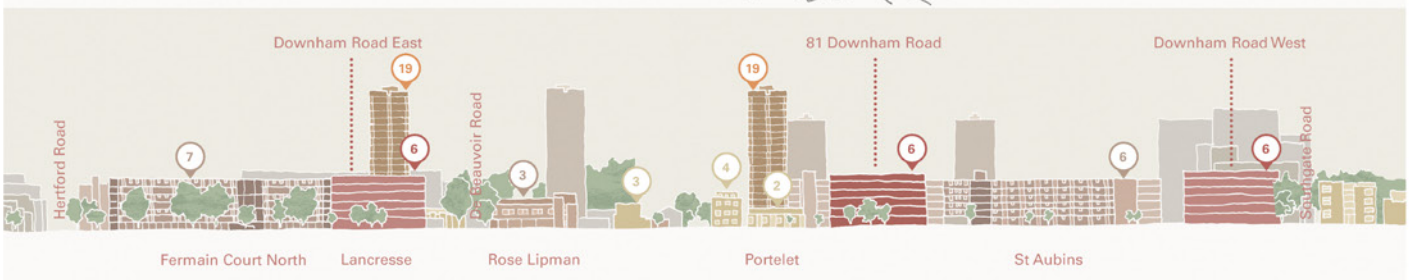 Downham Road East
81 Downham Road
Downham Road West
19
19
Hertford Road
De Beauvoir Road
Southgate Road
7
6
3
3
4
2
6
6
6
Fermain Court North
Lancresse
Rose Lipman
Portelet
St Aubins